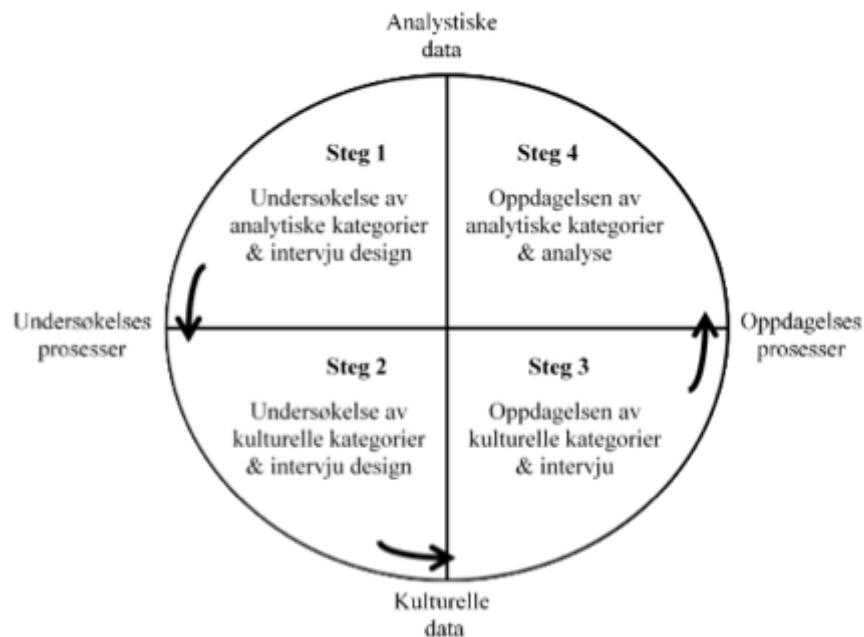 Analystiske
data
Steg 1
Undersøkelse av
analytiske kategorier
& intervju design
Steg 4
Oppdagelsen av
analytiske kategorier
& analyse
Undersøkelses
prosesser
Oppdagelses
prosesser
Steg 2
Undersøkelse av
kulturelle kategorier
& intervju design
Steg 3
Oppdagelsen av
kulturelle kategorier
& intervju
Kulturelle
data